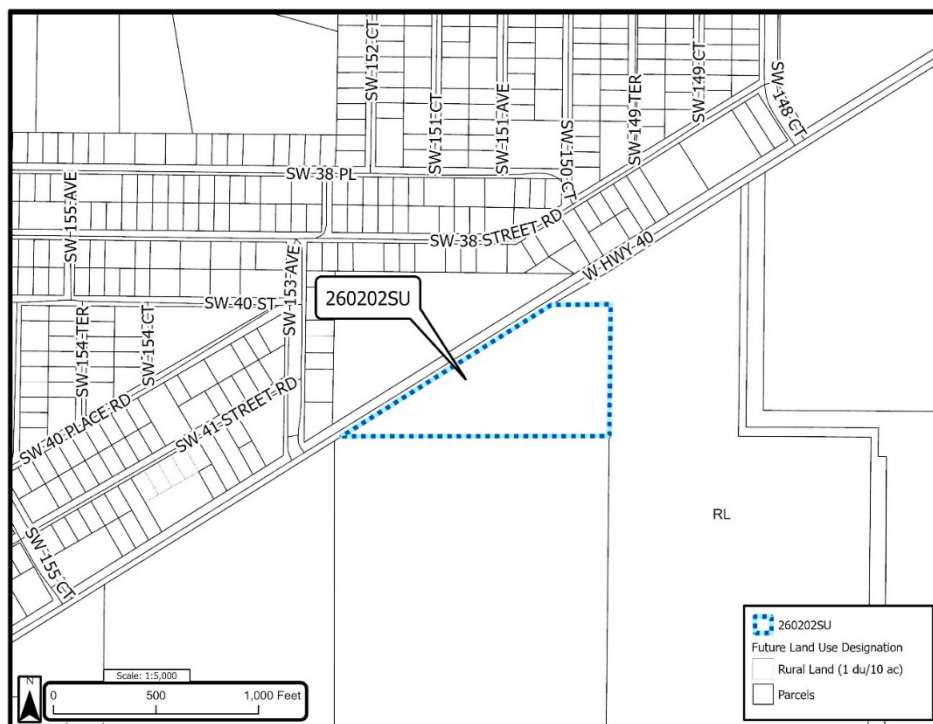 SW 152 CT
SW 151 CT
SW 151 AVE
SW 150 CT
SW 149 TER
SW 149 CT
SW 148 CT
SW 38 PL
SW 155 AVE
SW 38 STREET RD
W HWY 40
SW 153 AVE
SW 40 ST
260202SU
SW 154 TER
SW 154 CT
SW 40 PLACE RD
SW 41 STREET RD
SW 155 CT
RL
260202SU
Future Land Use Designation
Rural Land (1 du/10 ac)
Parcels
N
Scale: 1:5,000
0 500 1,000 Feet